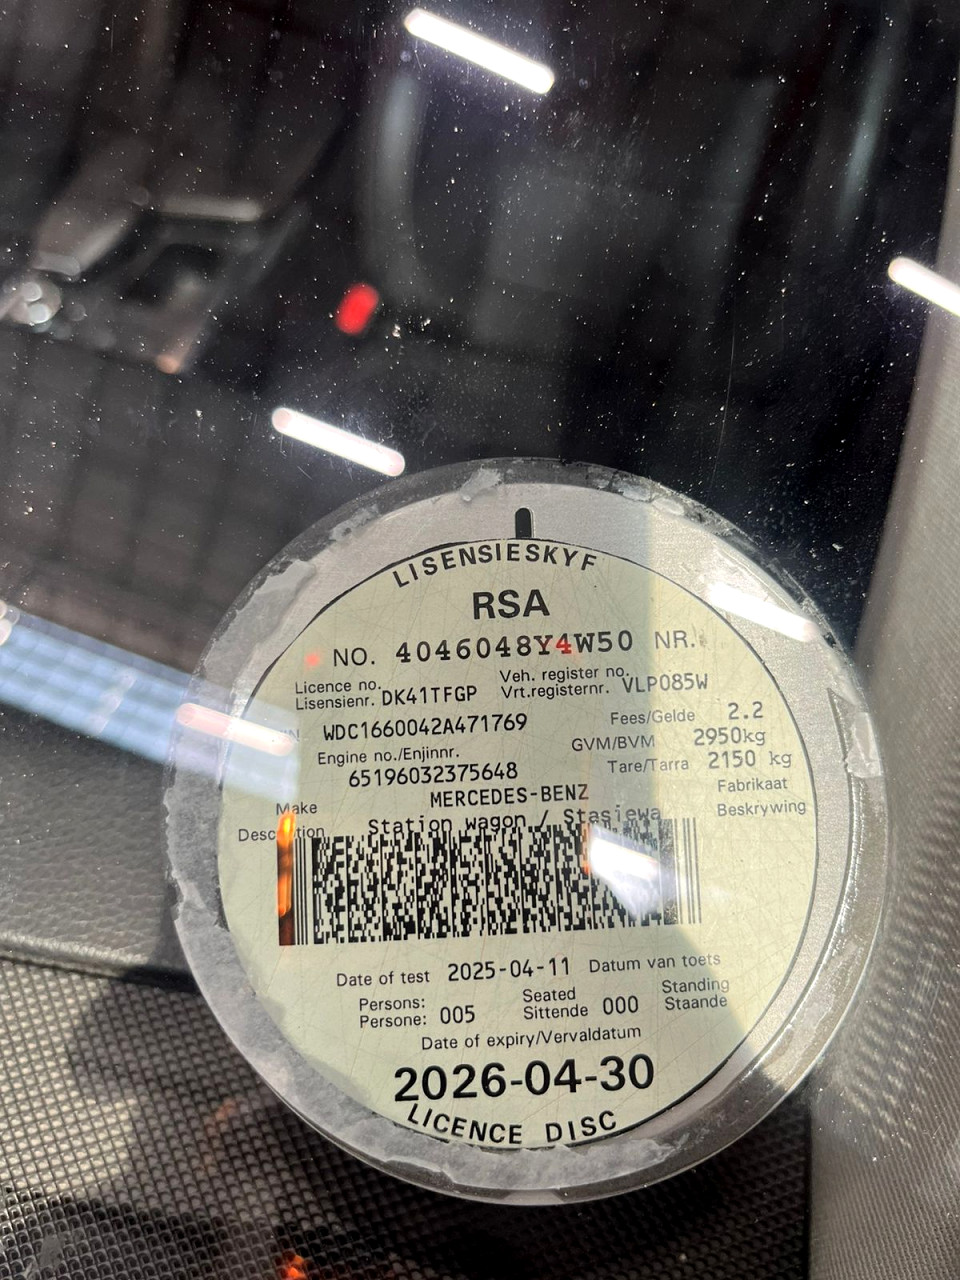 LISENSIESKYF
RSA
NO. 4046048Y4W50 NR.
Licence no. Veh. register no.
Lisensienr. DK41TFGP Vrt.registernr. VLP085W
WDC1660042A471769 Fees/Gelde 2.2
Engine no./Enjinnr. GVM/BVM 2950kg
65196032375648 Tare/Tarra 2150 kg
Make MERCEDES-BENZ Fabrikaat
Station wagon / Stasiewa Beskrywing
Date of test 2025-04-11 Datum van toets
Persons: Seated Standing
Persone: 005 Sittende 000 Staande
Date of expiry/Vervaldatum
2026-04-30
LICENCE DISC